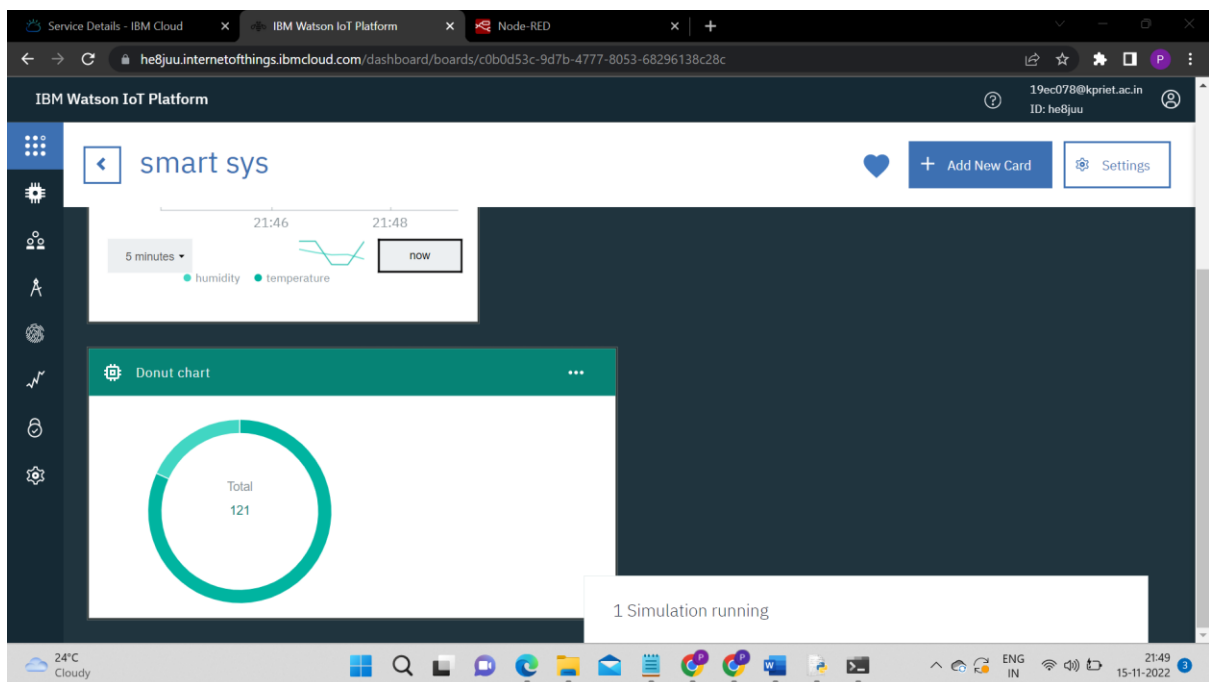 Service Details - IBM Cloud
IBM Watson IoT Platform
Node-RED
he8juu.internetofthings.ibmcloud.com/dashboard/boards/c0b0d53c-9d7b-4777-8053-68296138c28c
P
IBM Watson IoT Platform
19ec078@kpriet.ac.in
ID: he8juu
smart sys
+ Add New Card
Settings
21:46 21:48
5 minutes
now
humidity temperature
Donut chart
Total
121
1 Simulation running
24°C
Cloudy
ENG
IN
21:49
15-11-2022
3